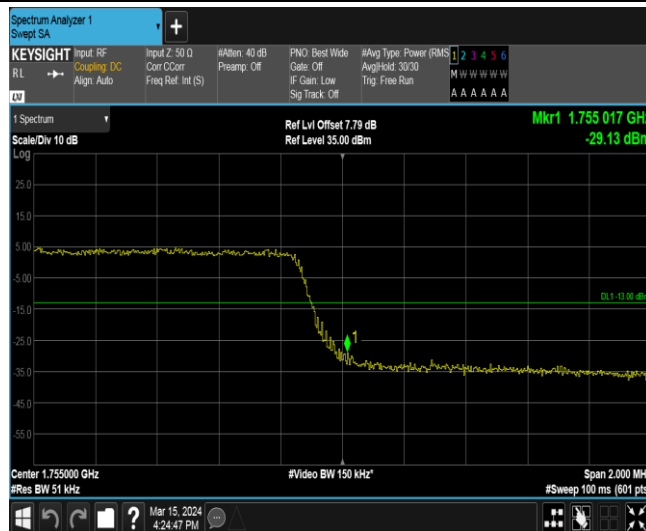 Spectrum Analyzer 1
Swept SA
+
KEYSIGHT
RL
Input: RF
Coupling: DC
Align: Auto
Input Z: 50 Ω
Corr CCorr
Freq Ref: Int (S)
#Atten: 40 dB
Preamp: Off
PNO: Best Wide
Gate: Off
IF Gain: Low
Sig Track: Off
#Avg Type: Power (RMS
Avg|Hold: 30/30
Trig: Free Run
1 2 3 4 5 6
M W W W W W
A A A A A A
LXI
1 Spectrum
Scale/Div 10 dB
Ref Lvl Offset 7.79 dB
Ref Level 35.00 dBm
Mkr1 1.755 017 GHz
-29.13 dBm
Log
25.0
15.0
5.00
-5.00
DL1 -13.00 dBm
-15.0
1
-25.0
-35.0
-45.0
-55.0
Center 1.755000 GHz
#Video BW 150 kHz*
Span 2.000 MH
#Res BW 51 kHz
#Sweep 100 ms (601 pts
?
Mar 15, 2024
4:24:47 PM